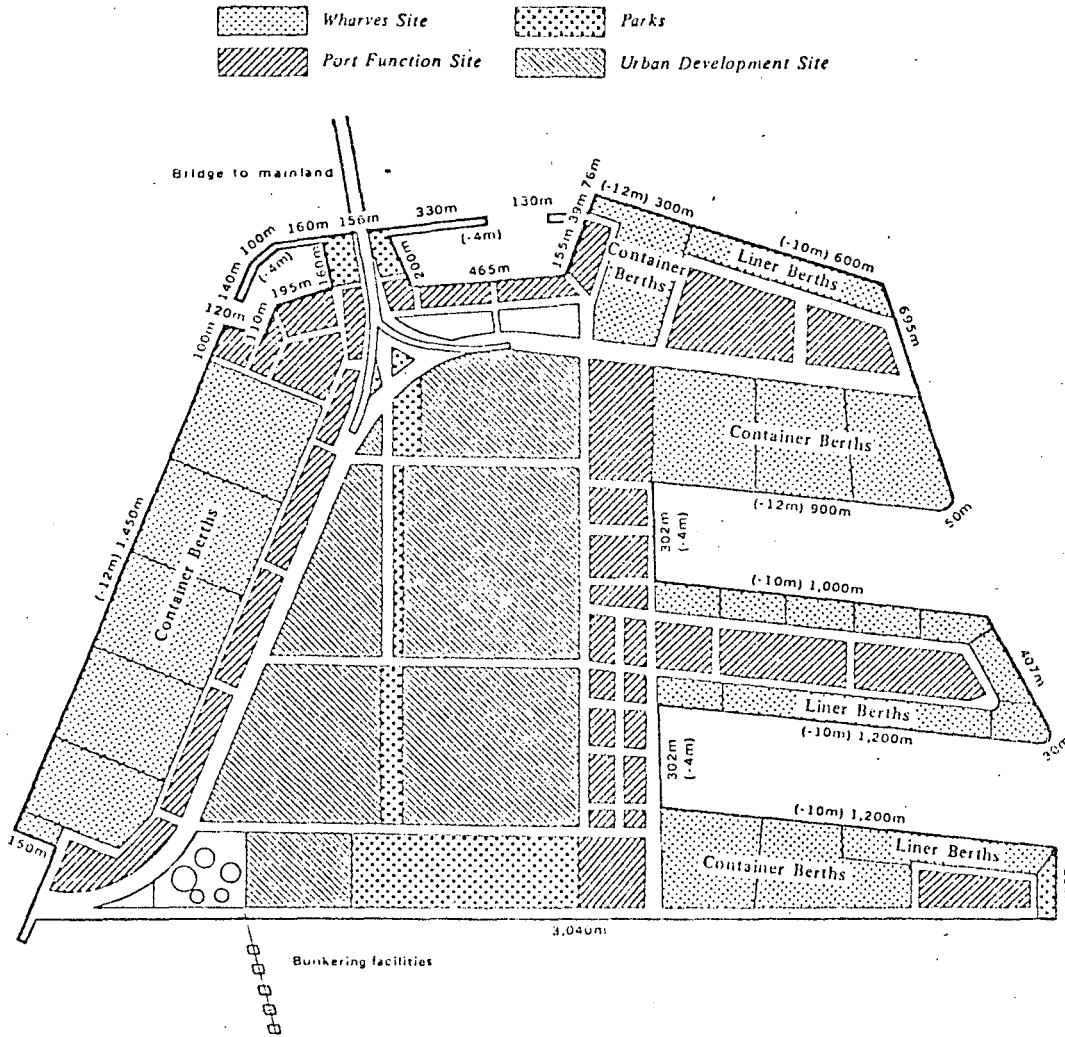 Wharves Site
Parks
Port Function Site
Urban Development Site
Bridge to mainland
140m
100m
160m
156m
330m
130m
39m
76m
(-12m) 300m
(-4m)
(-4m)
160m
200m
155m
(-10m) 600m
Liner Berths
Container
Berths
120m
195m
465m
110m
100m
695m
Container Berths
(-12m) 900m
50m
302m
(-4m)
(-12m) 1,450m
Container Berths
(-10m) 1,000m
407m
Liner Berths
(-10m) 1,200m
30m
302m
(-4m)
(-10m) 1,200m
150m
Liner Berths
Container Berths
3,040m
Bunkering facilities